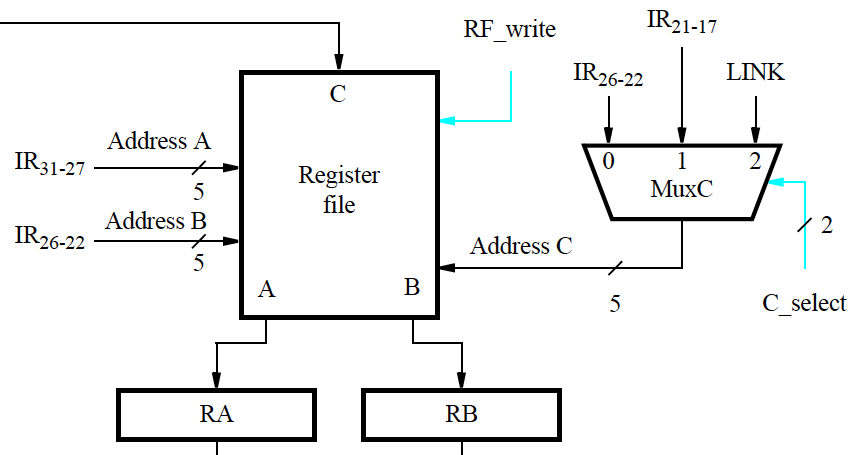 RF_write
IR21-17
IR26-22
LINK
C
Address A
IR31-27
5
Register
file
0
1
2
MuxC
Address B
IR26-22
5
2
Address C
5
A
B
C_select
RA
RB